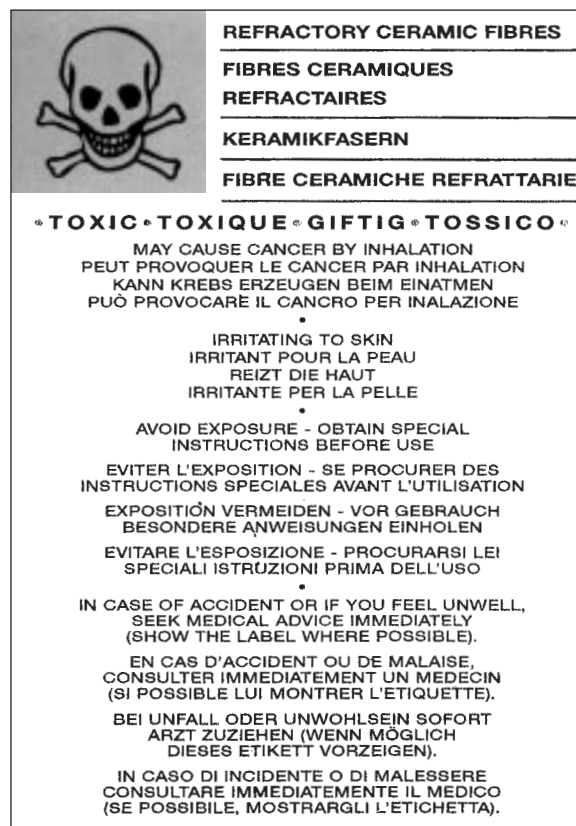 REFRACTORY CERAMIC FIBRES
FIBRES CERAMIQUES
REFRACTAIRES
KERAMIKFASERN
FIBRE CERAMICHE REFRATTARIE
•TOXIC•TOXIQUE•GIFTIG•TOSSICO•
MAY CAUSE CANCER BY INHALATION
PEUT PROVOQUER LE CANCER PAR INHALATION
KANN KREBS ERZEUGEN BEIM EINATMEN
PUÒ PROVOCARE IL CANCRO PER INALAZIONE
•
IRRITATING TO SKIN
IRRITANT POUR LA PEAU
REIZT DIE HAUT
IRRITANTE PER LA PELLE
•
AVOID EXPOSURE - OBTAIN SPECIAL
INSTRUCTIONS BEFORE USE
EVITER L'EXPOSITION - SE PROCURER DES
INSTRUCTIONS SPECIALES AVANT L'UTILISATION
EXPOSITION VERMEIDEN - VOR GEBRAUCH
BESONDERE ANWEISUNGEN EINHOLEN
EVITARE L'ESPOSIZIONE - PROCURARSI LEI
SPECIALI ISTRUZIONI PRIMA DELL'USO
•
IN CASE OF ACCIDENT OR IF YOU FEEL UNWELL,
SEEK MEDICAL ADVICE IMMEDIATELY
(SHOW THE LABEL WHERE POSSIBLE).
EN CAS D'ACCIDENT OU DE MALAISE,
CONSULTER IMMEDIATEMENT UN MEDECIN
(SI POSSIBLE LUI MONTRER L'ETIQUETTE).
BEI UNFALL ODER UNWOHLSEIN SOFORT
ARZT ZUZIEHEN (WENN MÖGLICH
DIESES ETIKETT VORZEIGEN).
IN CASO DI INCIDENTE O DI MALESSERE
CONSULTARE IMMEDIATEMENTE IL MEDICO
(SE POSSIBILE, MOSTRARGLI L'ETICHETTA).